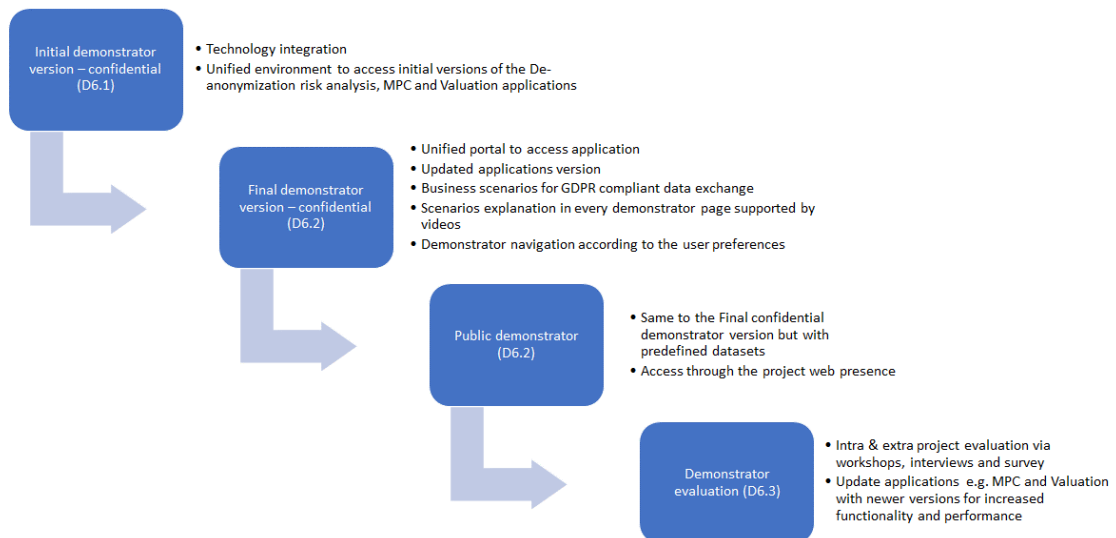 Initial demonstrator
version – confidential
(D6.1)
• Technology integration
• Unified environment to access initial versions of the De-
anonymization risk analysis, MPC and Valuation applications
Final demonstrator
version – confidential
(D6.2)
• Unified portal to access application
• Updated applications version
• Business scenarios for GDPR compliant data exchange
• Scenarios explanation in every demonstrator page supported by
videos
• Demonstrator navigation according to the user preferences
Public demonstrator
(D6.2)
• Same to the Final confidential
demonstrator version but with
predefined datasets
• Access through the project web presence
Demonstrator
evaluation (D6.3)
• Intra & extra project evaluation via
workshops, interviews and survey
• Update applications e.g. MPC and Valuation
with newer versions for increased
functionality and performance